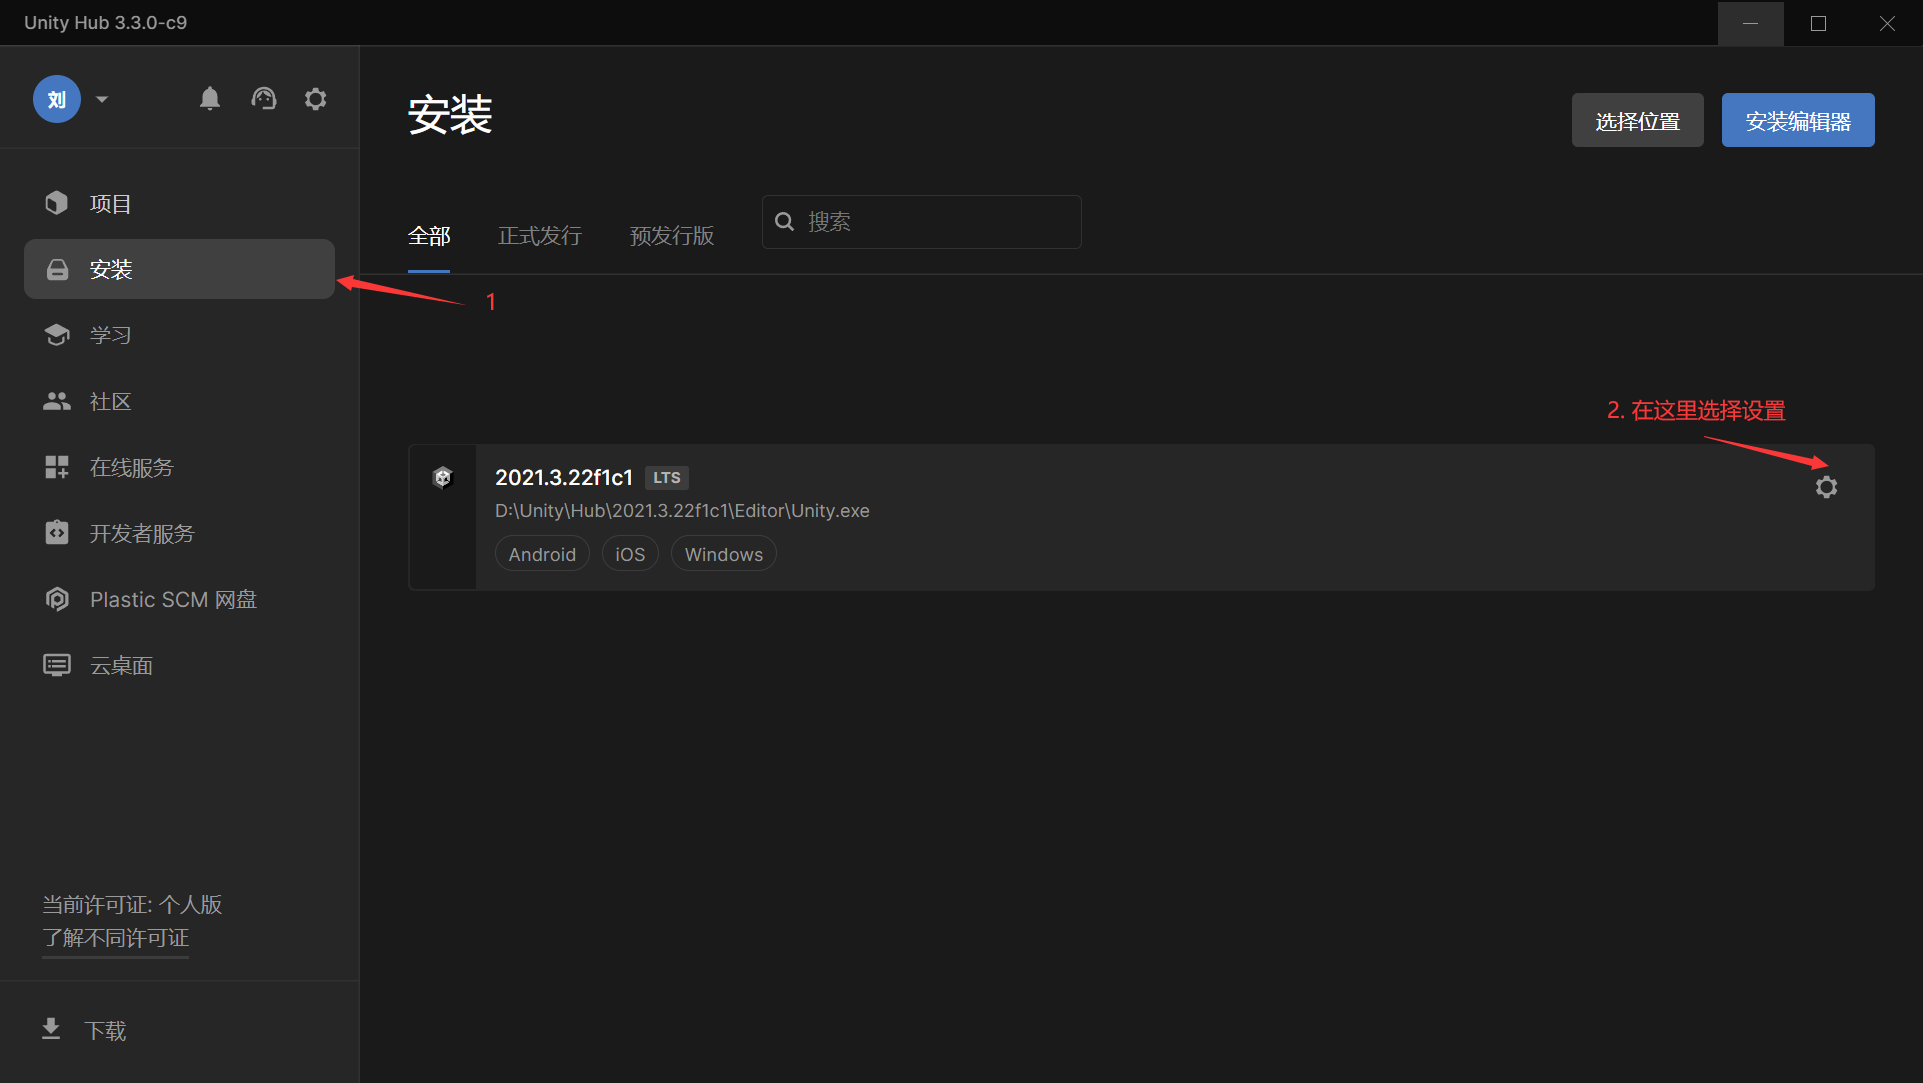 Unity Hub 3.3.0-c9
刘
项目
安装
学习
社区
在线服务
开发者服务
Plastic SCM 网盘
云桌面
当前许可证: 个人版
了解不同许可证
下载
安装
选择位置
安装编辑器
全部
正式发行
预发行版
搜索
1
2. 在这里选择设置
2021.3.22f1c1 LTS
D:\Unity\Hub\2021.3.22f1c1\Editor\Unity.exe
Android
iOS
Windows